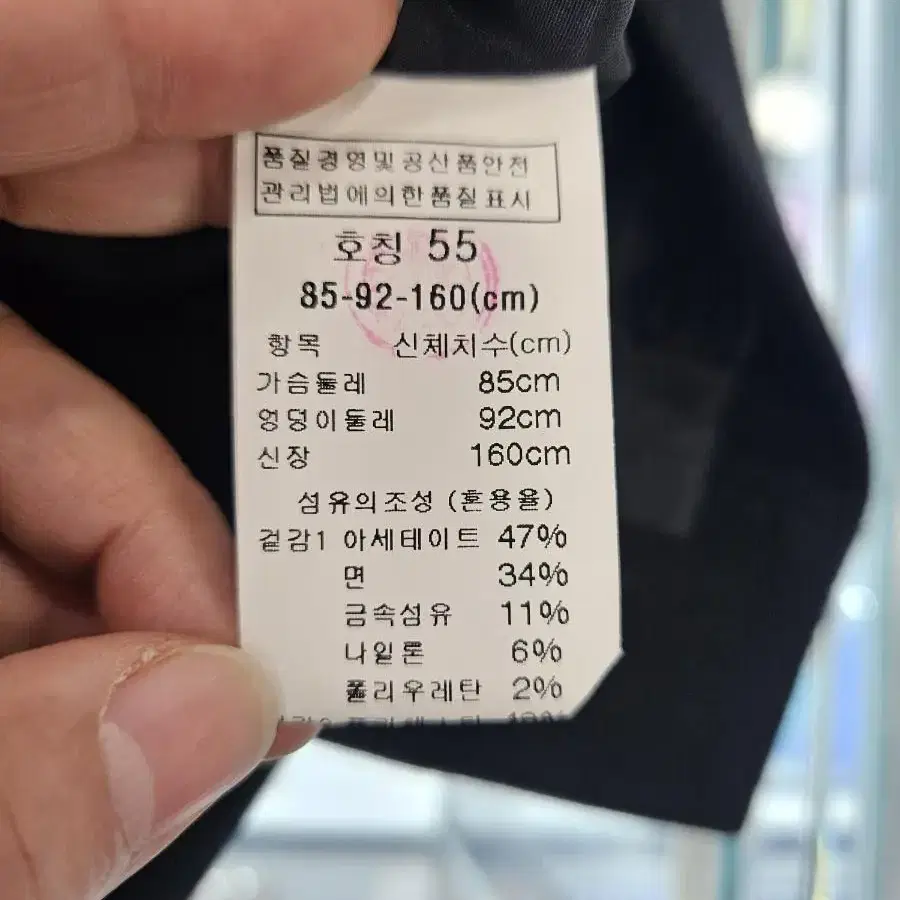 품질경영및공산품안전
관리법에의한품질표시
호칭 55
85-92-160(cm)
항목 신체치수(cm)
가슴둘레 85cm
엉덩이둘레 92cm
신장 160cm
섬유의조성 (혼용율)
겉감1 아세테이트 47%
면 34%
금속섬유 11%
나일론 6%
폴리우레탄 2%